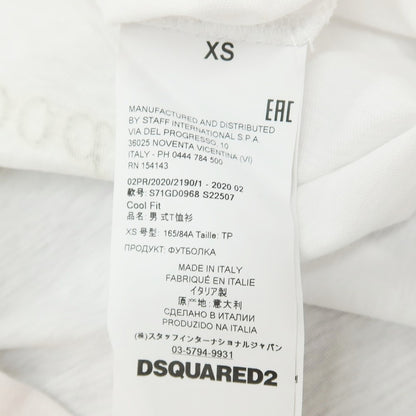 XS
MANUFACTURED AND DISTRIBUTED
BY STAFF INTERNATIONAL S.P.A.
VIA DEL PROGRESSO, 10
36025 NOVENTA VICENTINA (VI)
ITALY - PH 0444 784 500
RN 154143
EAC
02PR/2020/2190/1 - 2020 02
款号: S71GD0968 S22507
Cool Fit
品名: 男式T恤衫
XS 号型: 165/84A Taille: TP
ПРОДУКТ: ФУТБОЛКА
MADE IN ITALY
FABRIQUÉ EN ITALIE
イタリア製
原产地: 意大利
СДЕЛАНО В ИТАЛИИ
PRODUZIDO NA ITALIA
(株)スタッフインターナショナルジャパン
03-5794-9931
DSQUARED2